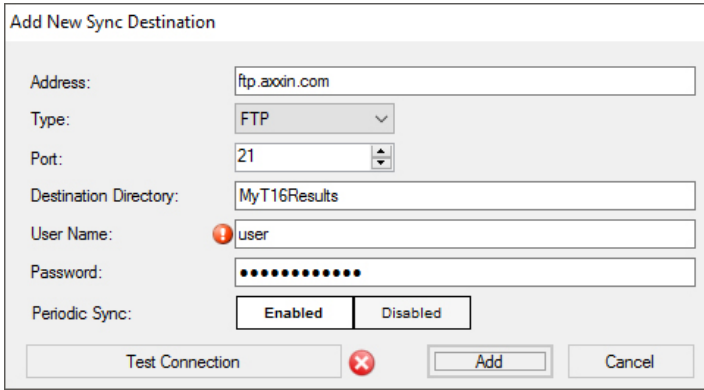 Add New Sync Destination
Address: ftp.axxin.com
Type: FTP
Port: 21
Destination Directory: MyT16Results
User Name: user
Password: ●●●●●●●●●●●●
Periodic Sync: Enabled Disabled
Test Connection Add Cancel